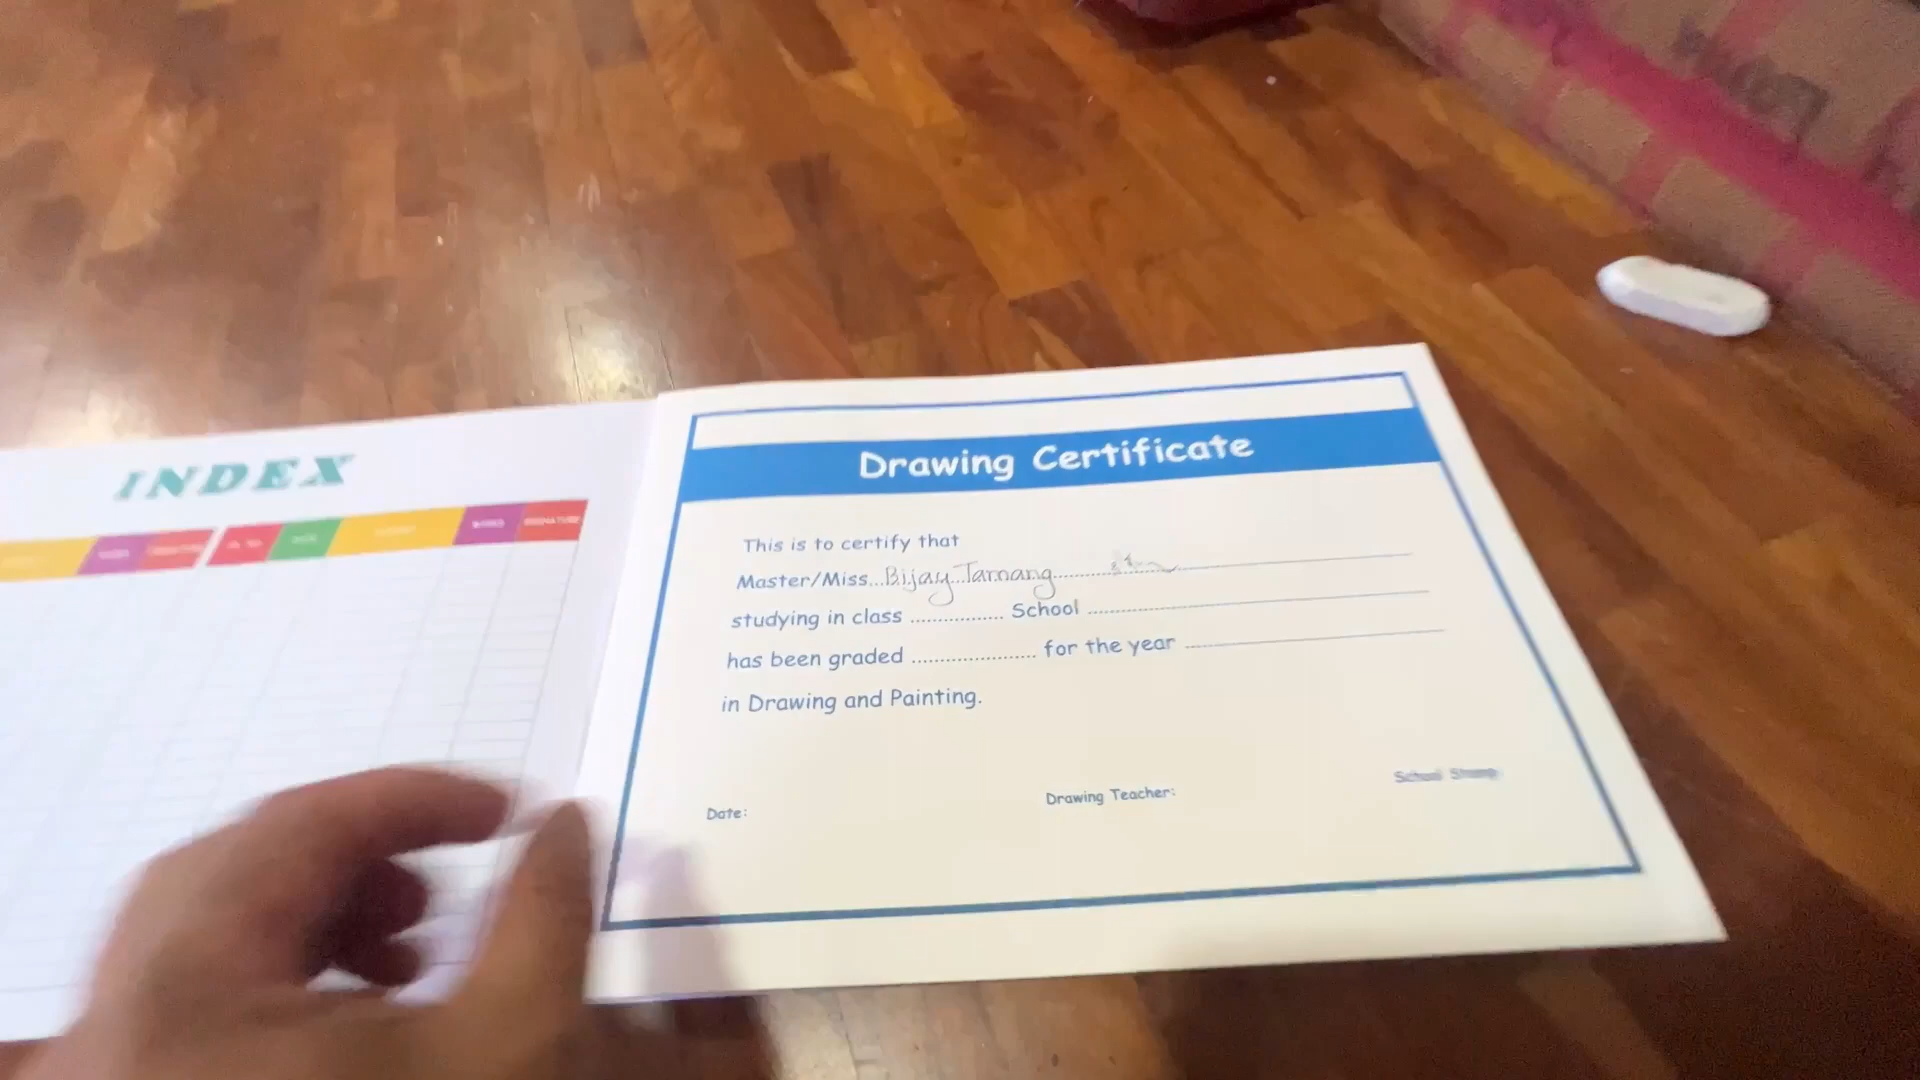 INDEX
SIGNATURE
Drawing Certificate
This is to certify that
Master/Miss...Bijay...Tamang..............................
studying in class ................. School ..............................
has been graded ....................... for the year ..............................
in Drawing and Painting.
Date:
Drawing Teacher:
School Stamp